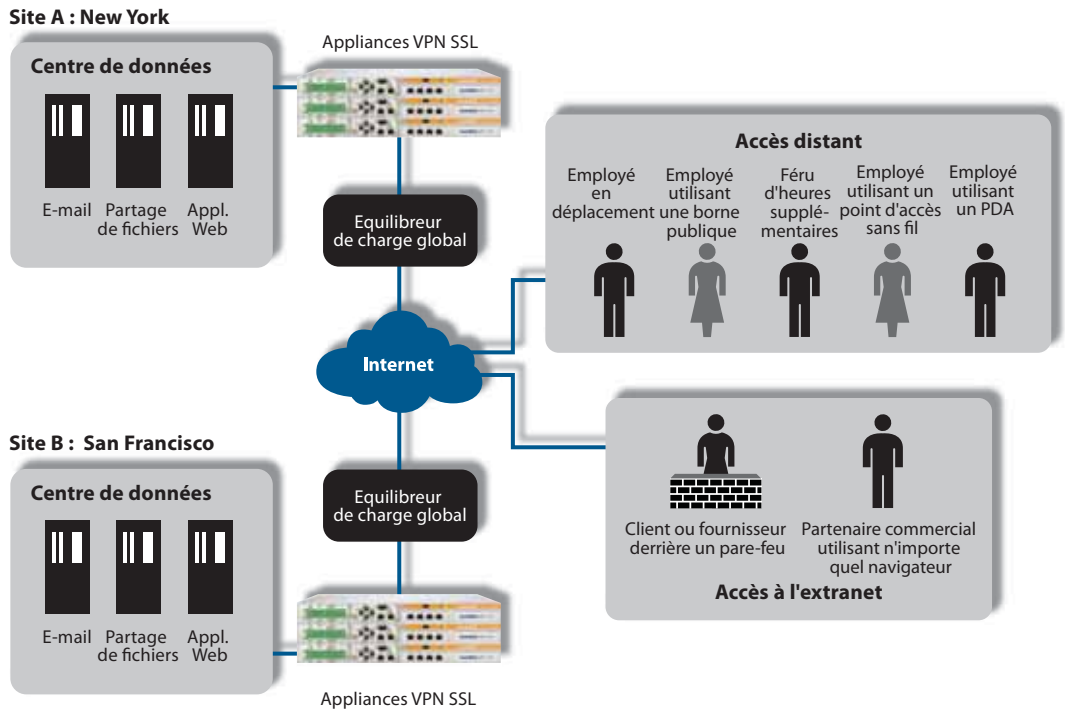 Site A : New York
Appliances VPN SSL
Centre de données
E-mail
Partage
de fichiers
Appl.
Web
Equilibreur
de charge global
Accès distant
Employé
en
déplacement
Employé
utilisant
une borne
publique
Féru
d'heures
supplé-
mentaires
Employé
utilisant un
point d'accès
sans fil
Employé
utilisant
un PDA
Internet
Site B : San Francisco
Centre de données
E-mail
Partage
de fichiers
Appl.
Web
Equilibreur
de charge global
Client ou fournisseur
derrière un pare-feu
Partenaire commercial
utilisant n'importe
quel navigateur
Accès à l'extranet
Appliances VPN SSL